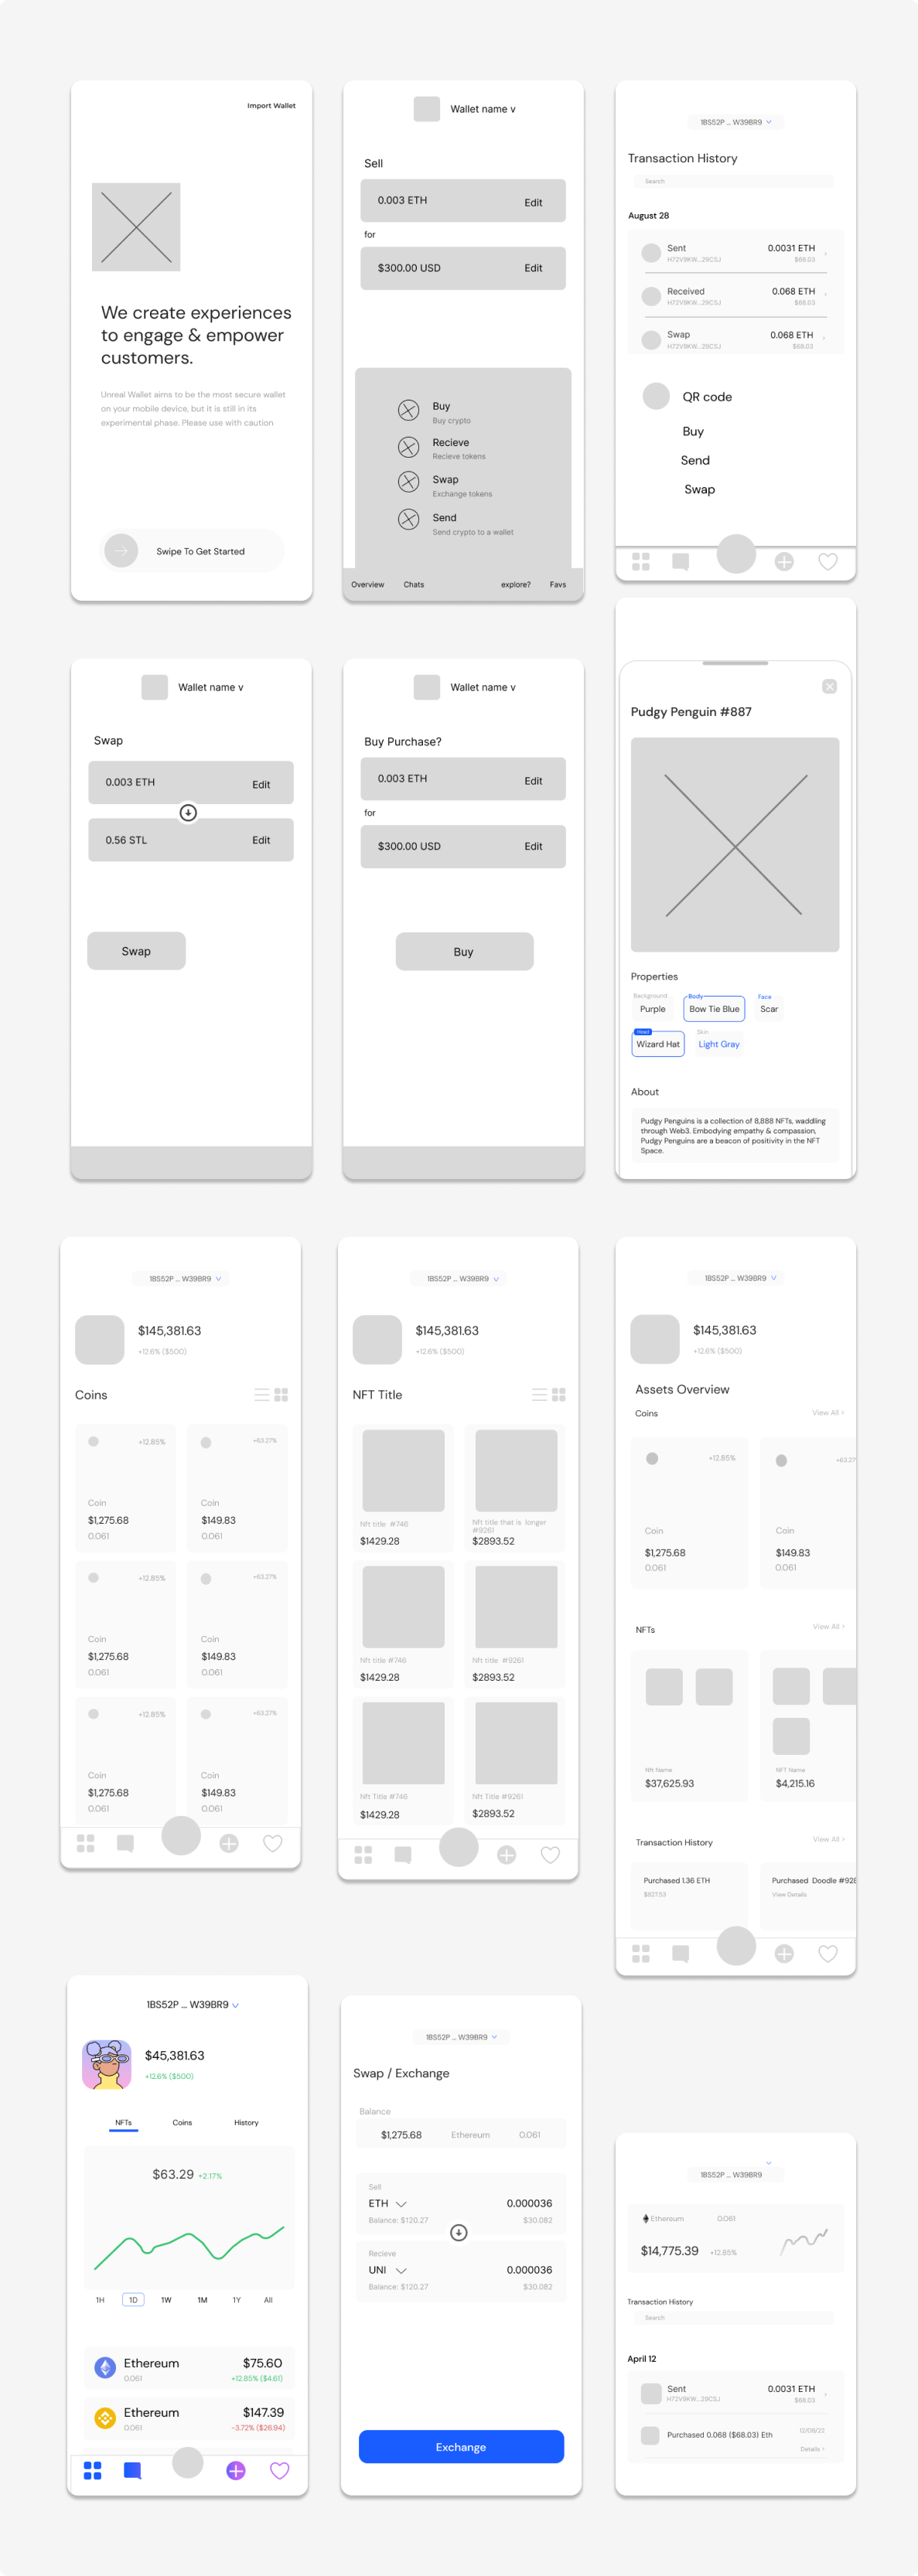 Import Wallet
We create experiences
to engage & empower
customers.
Unreal Wallet aims to be the most secure wallet
on your mobile device, but it is still in its
experimental phase. Please use with caution
Swipe To Get Started
Wallet name v
Sell
0.003 ETH Edit
for
$300.00 USD Edit
Buy
Buy crypto
Recieve
Recieve tokens
Swap
Exchange tokens
Send
Send crypto to a wallet
Overview Chats explore? Favs
1BS52P ... W39BR9
Transaction History
Search
August 28
Sent 0.0031 ETH
H72V9KW...29CSJ $68.03
Received 0.068 ETH
H72V9KW...29CSJ $68.03
Swap 0.068 ETH
H72V9KW...29CSJ $68.03
QR code
Buy
Send
Swap
Wallet name v
Swap
0.003 ETH Edit
0.56 STL Edit
Swap
Wallet name v
Buy Purchase?
0.003 ETH Edit
for
$300.00 USD Edit
Buy
Pudgy Penguin #887
Properties
Background Body Face
Purple Bow Tie Blue Scar
Head Skin
Wizard Hat Light Gray
About
Pudgy Penguins is a collection of 8,888 NFTs, waddling
through Web3. Embodying empathy & compassion,
Pudgy Penguins are a beacon of positivity in the NFT
Space.
1BS52P ... W39BR9
$145,381.63
+12.6% ($500)
Coins
+12.85% +63.27%
Coin Coin
$1,275.68 $149.83
0.061 0.061
+12.85% +63.27%
Coin Coin
$1,275.68 $149.83
0.061 0.061
+12.85% +63.27%
Coin Coin
$1,275.68 $149.83
0.061 0.061
1BS52P ... W39BR9
$145,381.63
+12.6% ($500)
NFT Title
Nft title #746 Nft title that is longer
#9261
$1429.28 $2893.52
Nft title #746 Nft title #9261
$1429.28 $2893.52
Nft Title #746 Nft Title #9261
$1429.28 $2893.52
1BS52P ... W39BR9
$145,381.63
+12.6% ($500)
Assets Overview
Coins View All >
+12.85% +63.27
Coin Coin
$1,275.68 $149.83
0.061 0.061
NFTs View All >
Nft Name NFT Name
$37,625.93 $4,215.16
Transaction History View All >
Purchased 1.36 ETH Purchased Doodle #928
$927.53 View Details
1BS52P ... W39BR9
$45,381.63
+12.6% ($500)
NFTs Coins History
$63.29 +2.17%
1H 1D 1W 1M 1Y All
Ethereum $75.60
0.061 +12.85% ($4.61)
Ethereum $147.39
0.061 -3.72% ($26.94)
1BS52P ... W39BR9
Swap / Exchange
Balance
$1,275.68 Ethereum 0.061
Sell
ETH 0.000036
Balance: $120.27 $30.082
Recieve
UNI 0.000036
Balance: $120.27 $30.082
Exchange
1BS52P ... W39BR9
Ethereum 0.061
$14,775.39 +12.85%
Transaction History
Search
April 12
Sent 0.0031 ETH
H72V9KW...29CSJ $68.03
Purchased 0.068 ($68.03) Eth 12/09/22
Details >